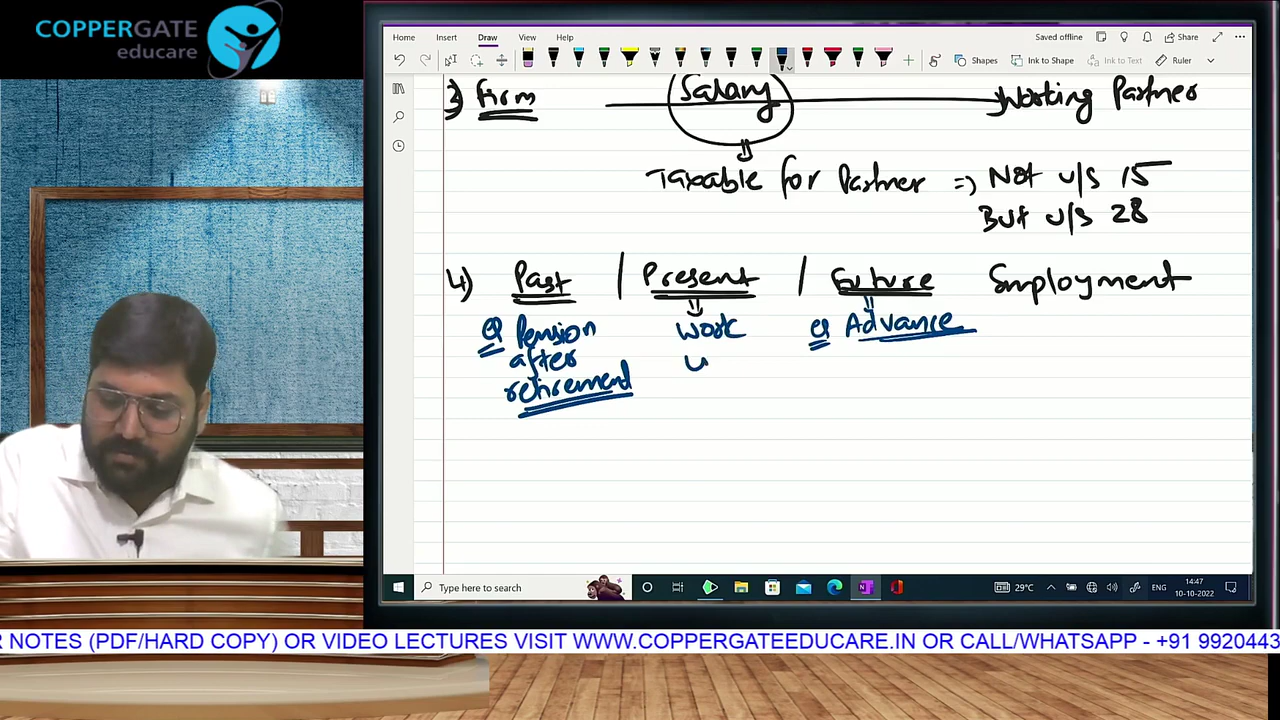 COPPERGATE
educare
Home Insert Draw View Help
Saved offline
Share
Shapes
Ink to Shape
Ink to Text
Ruler
3) Firm Salary Working Partner
Taxable for Partner => Not u/s 15
But u/s 28
4) Past | Present | Future Employment
eg Pension work eg Advance
after
retirement
Type here to search
29°C
ENG
14:47
10-10-2022
R NOTES (PDF/HARD COPY) OR VIDEO LECTURES VISIT WWW.COPPERGATEEDUCARE.IN OR CALL/WHATSAPP - +91 9920443